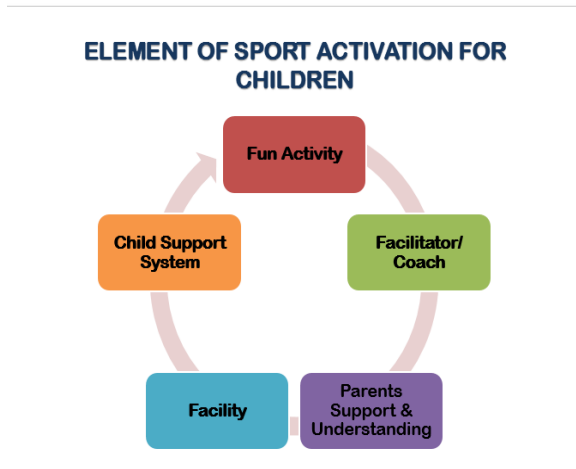 ELEMENT OF SPORT ACTIVATION FOR
CHILDREN
Fun Activity
Facilitator/
Coach
Parents
Support &
Understanding
Facility
Child Support
System